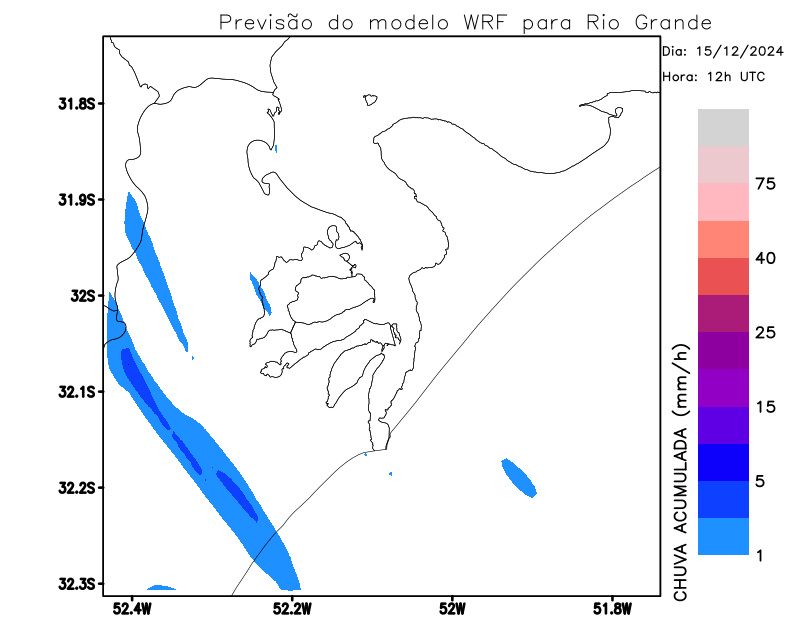 Previsão do modelo WRF para Rio Grande
Dia: 15/12/2024
Hora: 12h UTC
31.8S
31.9S
32S
32.1S
32.2S
32.3S
52.4W
52.2W
52W
51.8W
75
40
25
15
5
1
CHUVA ACUMULADA (mm/h)